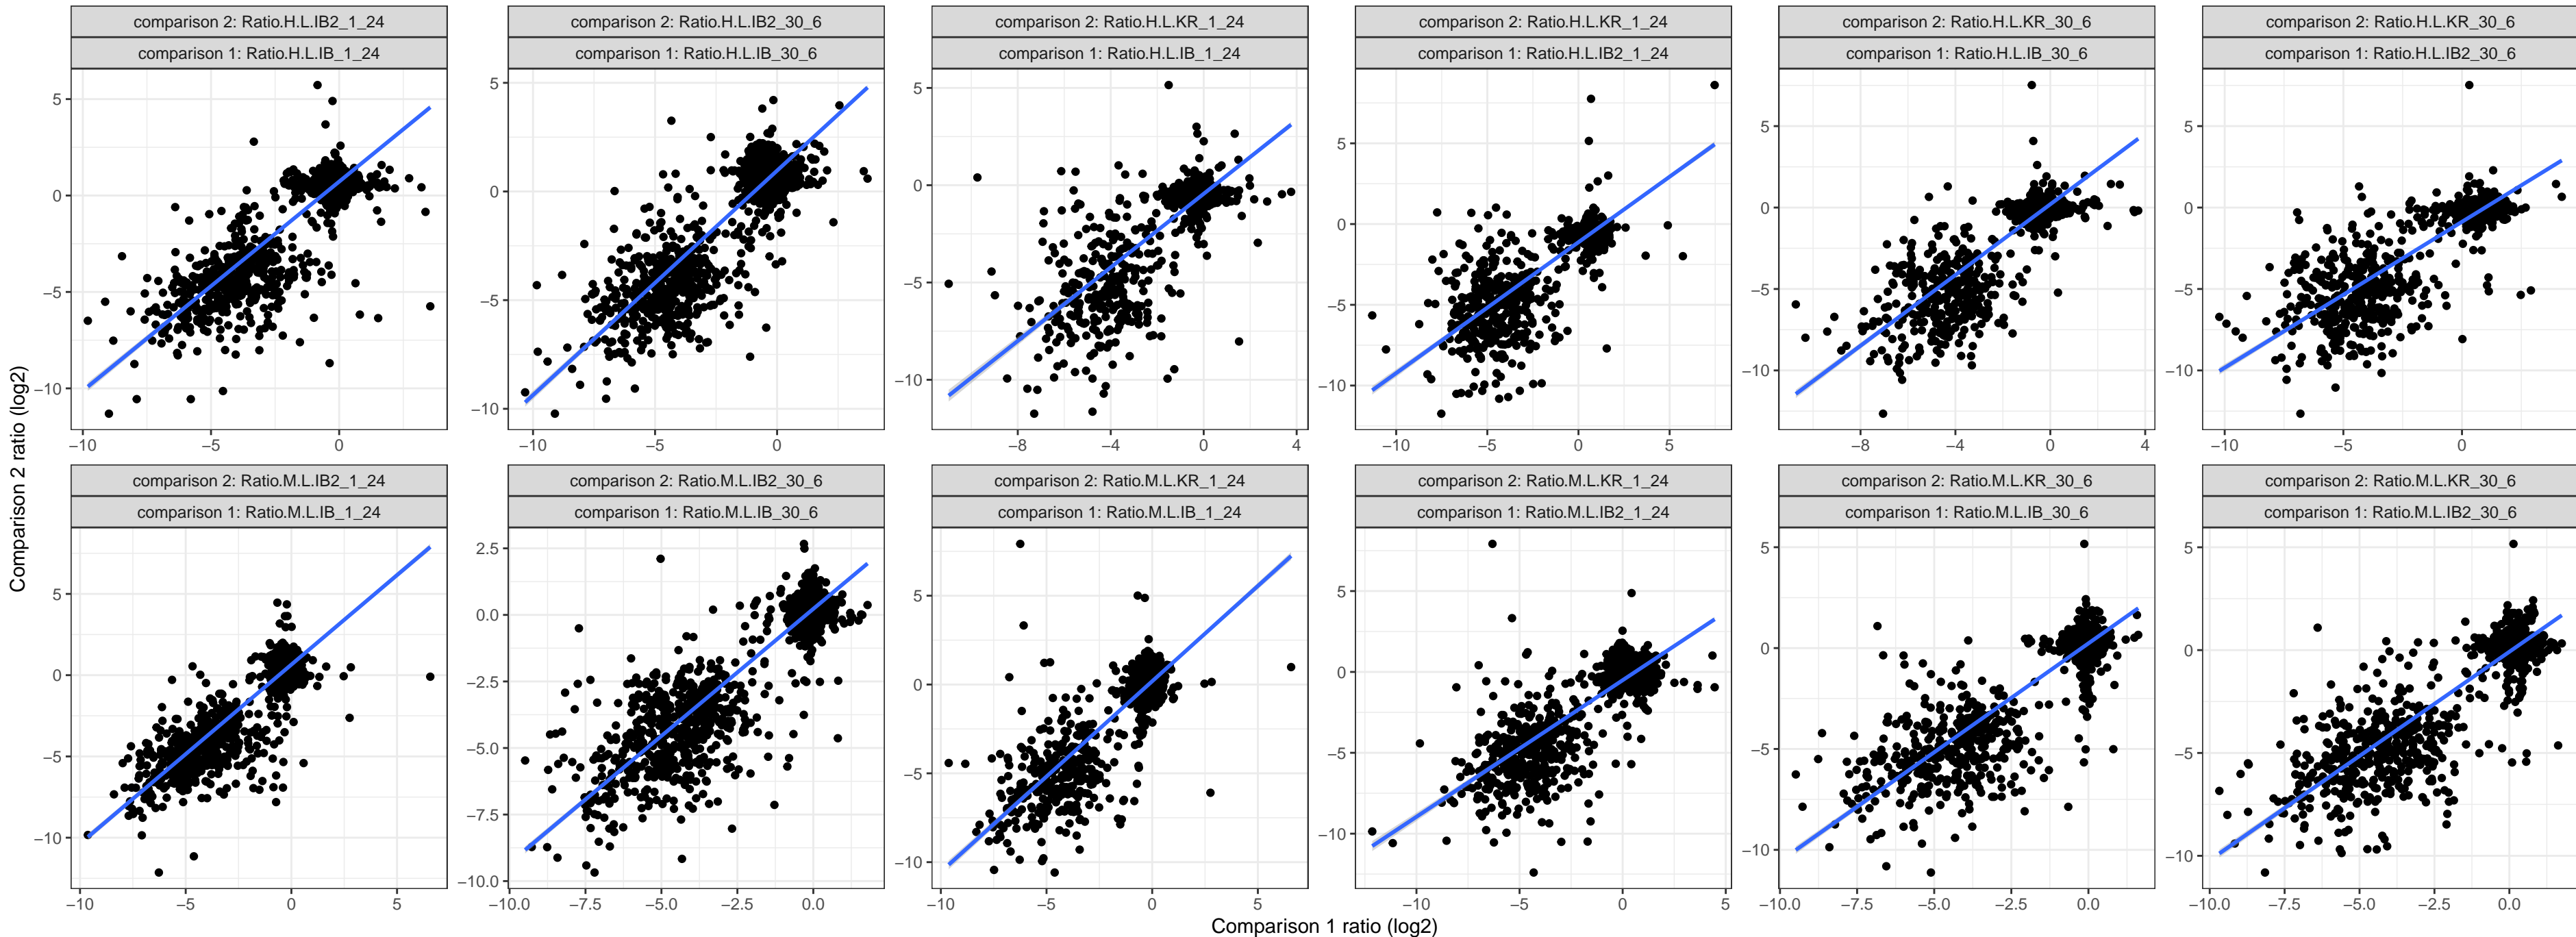 comparison 2: Ratio.H.L.IB2_1_24
comparison 1: Ratio.H.L.IB_1_24
5
0
−5
−10
−10 −5 0
comparison 2: Ratio.H.L.IB2_30_6
comparison 1: Ratio.H.L.IB_30_6
5
0
−5
−10
−10 −5 0
comparison 2: Ratio.H.L.KR_1_24
comparison 1: Ratio.H.L.IB_1_24
5
0
−5
−10
−8 −4 0 4
comparison 2: Ratio.H.L.KR_1_24
comparison 1: Ratio.H.L.IB2_1_24
5
0
−5
−10
−10 −5 0 5
comparison 2: Ratio.H.L.KR_30_6
comparison 1: Ratio.H.L.IB_30_6
5
0
−5
−10
−8 −4 0 4
comparison 2: Ratio.H.L.KR_30_6
comparison 1: Ratio.H.L.IB2_30_6
5
0
−5
−10
−10 −5 0
Comparison 2 ratio (log2)
comparison 2: Ratio.M.L.IB2_1_24
comparison 1: Ratio.M.L.IB_1_24
5
0
−5
−10
−10 −5 0 5
comparison 2: Ratio.M.L.IB2_30_6
comparison 1: Ratio.M.L.IB_30_6
2.5
0.0
−2.5
−5.0
−7.5
−10.0
−10.0 −7.5 −5.0 −2.5 0.0
comparison 2: Ratio.M.L.KR_1_24
comparison 1: Ratio.M.L.IB_1_24
5
0
−5
−10
−10 −5 0 5
comparison 2: Ratio.M.L.KR_1_24
comparison 1: Ratio.M.L.IB2_1_24
5
0
−5
−10
−10 −5 0 5
comparison 2: Ratio.M.L.KR_30_6
comparison 1: Ratio.M.L.IB_30_6
5
0
−5
−10
−10.0 −7.5 −5.0 −2.5 0.0
comparison 2: Ratio.M.L.KR_30_6
comparison 1: Ratio.M.L.IB2_30_6
5
0
−5
−10
−10.0 −7.5 −5.0 −2.5 0.0
Comparison 1 ratio (log2)